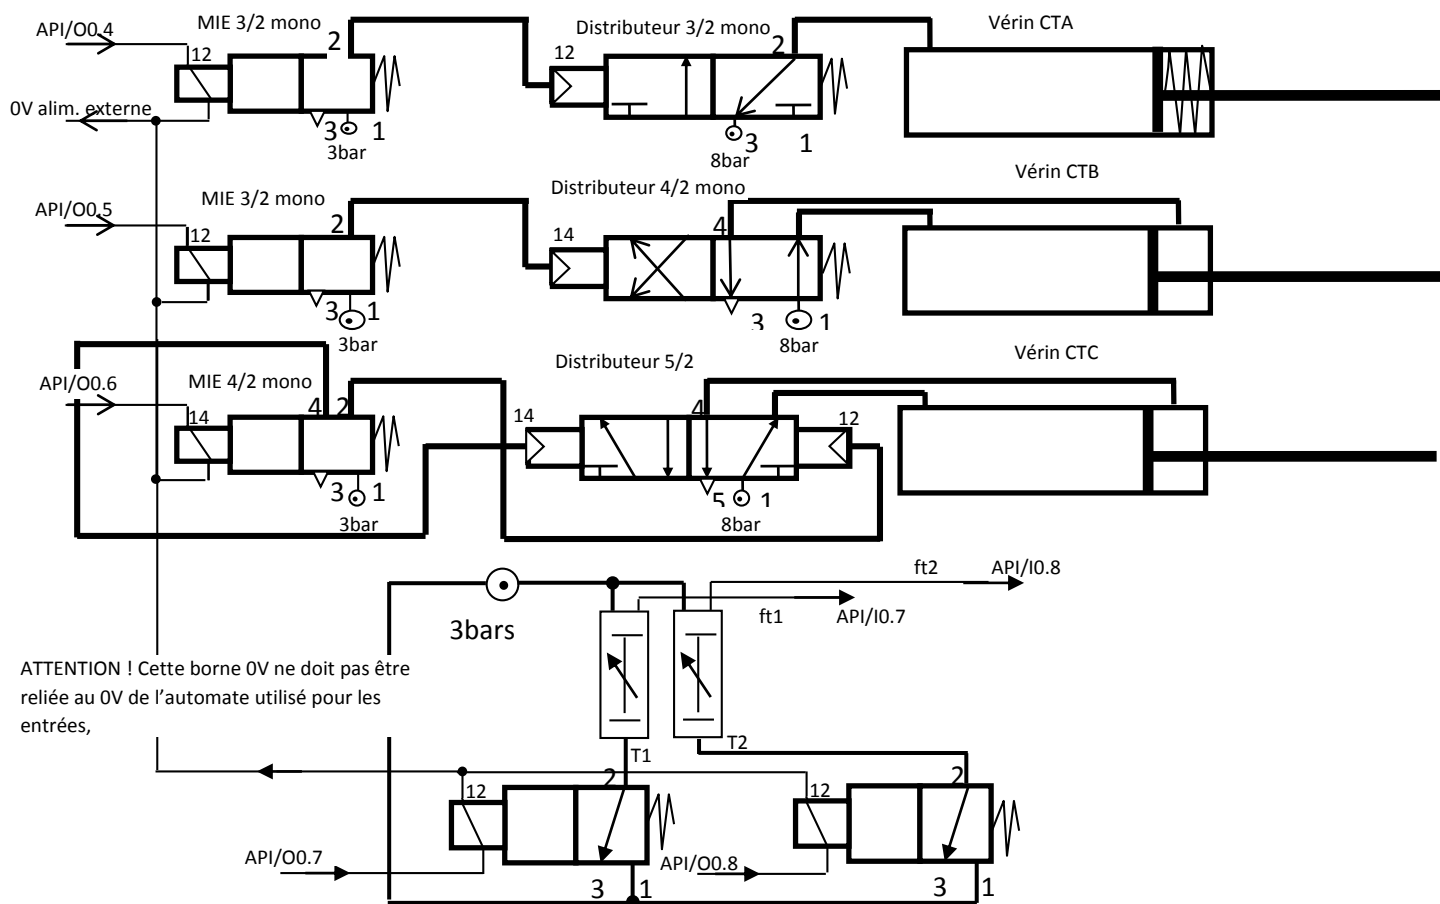 MIE 3/2 mono
Distributeur 3/2 mono
Vérin CTA
API/O0.4
12
2
12
2
0V alim. externe
3
1
3bar
3
1
8bar
MIE 3/2 mono
Distributeur 4/2 mono
Vérin CTB
API/O0.5
12
2
14
4
3
1
3bar
3
1
8bar
Distributeur 5/2
Vérin CTC
API/O0.6
MIE 4/2 mono
14
4
2
14
4
12
3
1
3bar
5
1
8bar
ft2
API/I0.8
ft1
API/I0.7
3bars
ATTENTION ! Cette borne 0V ne doit pas être
reliée au 0V de l’automate utilisé pour les
entrées,
T1
T2
12
2
12
2
API/O0.7
API/O0.8
3
1
3
1